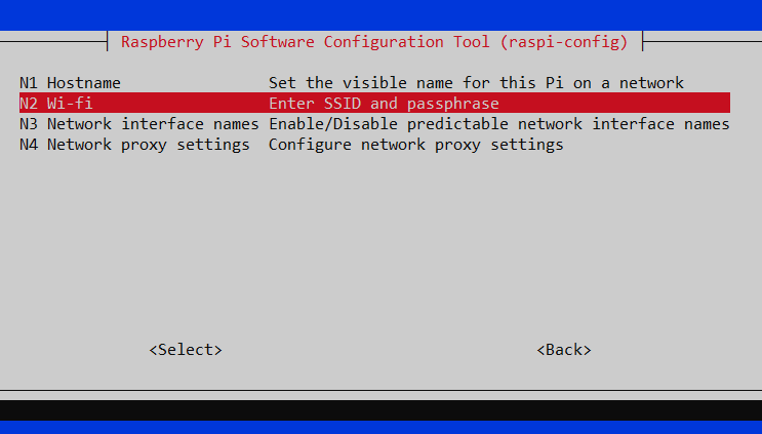 Raspberry Pi Software Configuration Tool (raspi-config)
N1 Hostname Set the visible name for this Pi on a network
N2 Wi-fi Enter SSID and passphrase
N3 Network interface names Enable/Disable predictable network interface names
N4 Network proxy settings Configure network proxy settings
<Select> <Back>